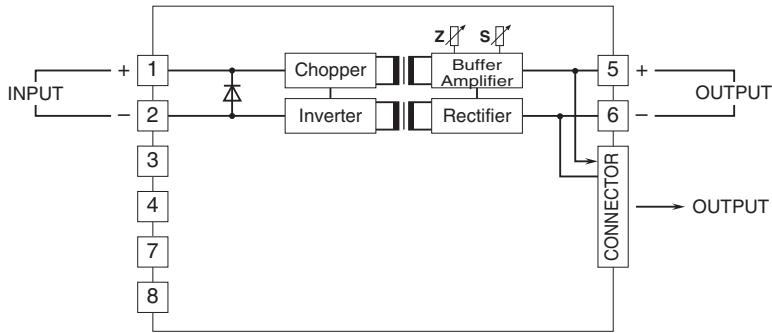 Z S
+ 1 Chopper Buffer Amplifier 5 +
INPUT OUTPUT
− 2 Inverter Rectifier 6 −
3
4
7
8
CONNECTOR
OUTPUT